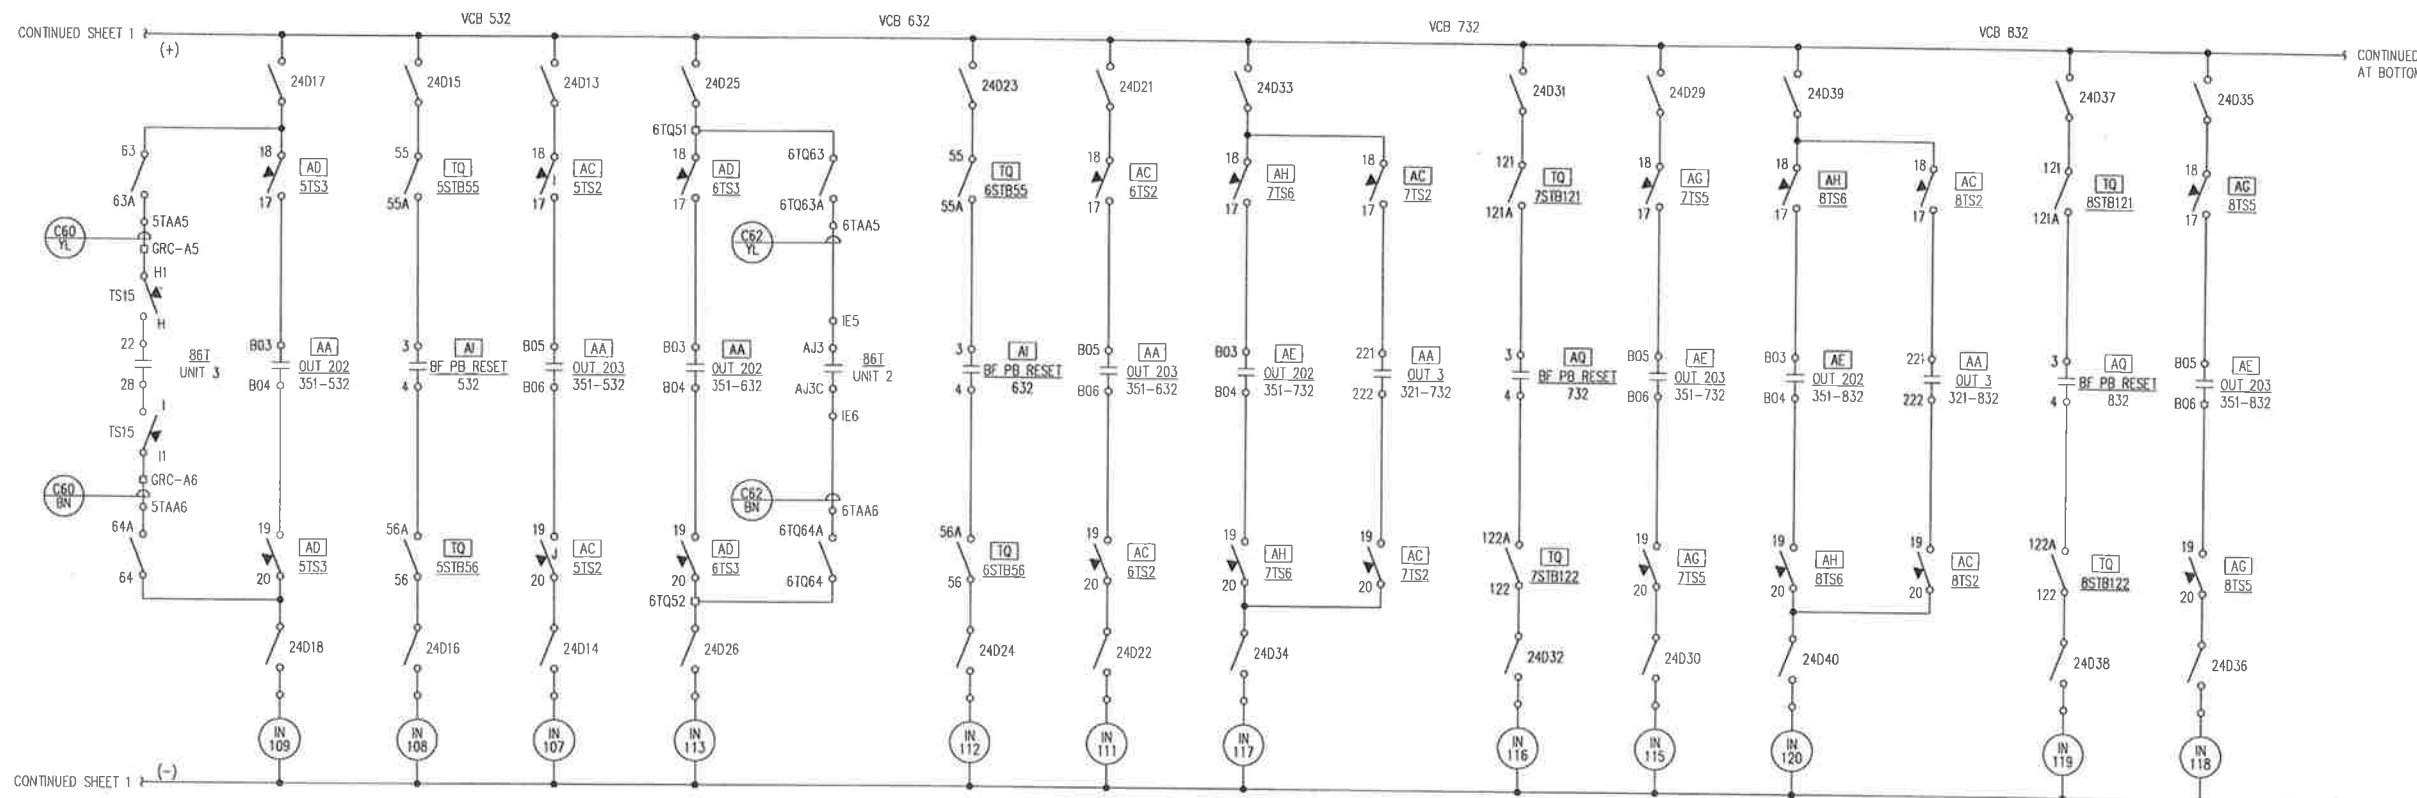 VCB 532
VCB 632
VCB 732
VCB 832
CONTINUED SHEET 1
(+)
CONTINUED
AT BOTTOM
24D17
24D15
24D13
24D25
24D23
24D21
24D33
24D31
24D29
24D39
24D37
24D35
6TQ51
63
18
AD
5TS3
55
TQ
5STB55
18
AC
5TS2
18
AD
6TS3
6TQ63
55
TQ
6STB55
18
AC
6TS2
18
AH
7TS6
18
AC
7TS2
121
TQ
7STB121
18
AG
7TS5
18
AH
8TS6
18
AC
8TS2
121
TQ
8STB121
18
AG
8TS5
63A
17
55A
I
17
17
6TQ63A
55A
17
17
17
121A
17
17
17
121A
17
5TAA5
C60
YL
GRC-A5
6TAA5
C62
YL
H1
TS15
H
IE5
22
86T
UNIT 3
28
B03
AA
OUT 202
351-532
B04
3
AI
BF PB RESET
532
4
B05
AA
OUT 203
351-532
B06
B03
AA
OUT 202
351-632
B04
AJ3
86T
UNIT 2
AJ3C
3
AI
BF PB RESET
632
4
B05
AA
OUT 203
351-632
B06
B03
AE
OUT 202
351-732
B04
221
AA
OUT 3
321-732
222
3
AQ
BF PB RESET
732
4
B05
AE
OUT 203
351-732
B06
B03
AE
OUT 202
351-832
B04
221
AA
OUT 3
321-832
222
3
AQ
BF PB RESET
832
4
B05
AE
OUT 203
351-832
B06
I
TS15
I1
IE6
GRC-A6
C60
BN
5TAA6
C62
BN
6TAA6
64A
19
AD
5TS3
56A
TQ
5STB56
19
J
AC
5TS2
19
AD
6TS3
6TQ64A
56A
TQ
6STB56
19
AC
6TS2
19
AH
7TS6
19
AC
7TS2
122A
TQ
7STB122
19
AG
7TS5
19
AH
8TS6
19
AC
8TS2
122A
TQ
8STB122
19
AG
8TS5
64
20
56
20
20
6TQ64
56
20
20
20
122
20
20
20
122
20
6TQ52
24D18
24D16
24D14
24D26
24D24
24D22
24D34
24D32
24D30
24D40
24D38
24D36
IN
109
IN
108
IN
107
IN
113
IN
112
IN
111
IN
117
IN
116
IN
115
IN
120
IN
119
IN
118
CONTINUED SHEET 1
(-)